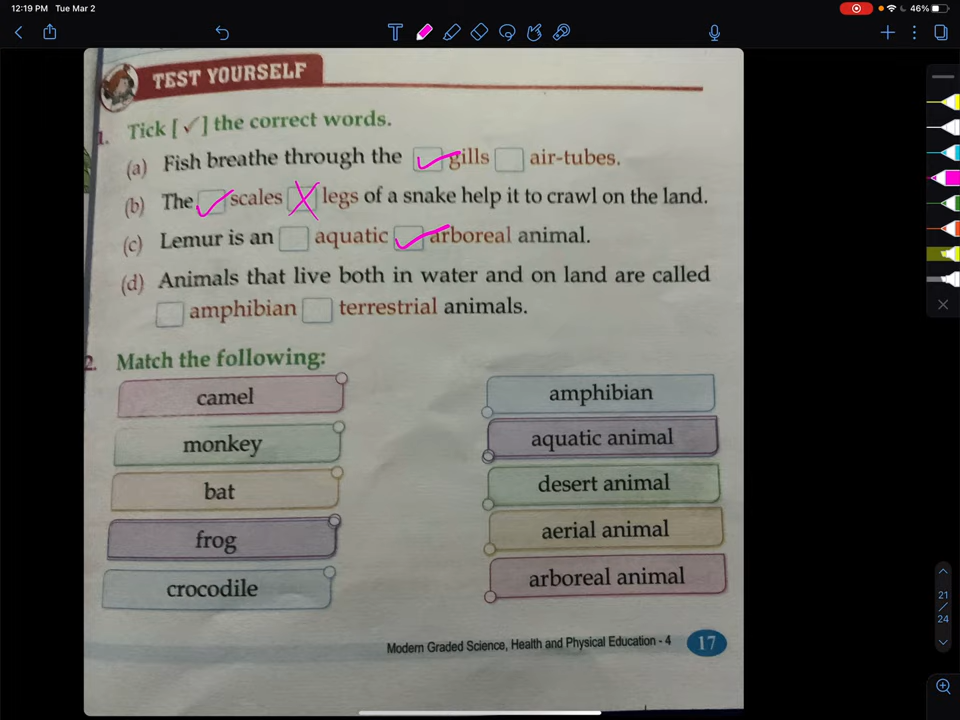 12:19 PM Tue Mar 2
46%
TEST YOURSELF
1. Tick [✓] the correct words.
(a) Fish breathe through the gills air-tubes.
(b) The scales legs of a snake help it to crawl on the land.
(c) Lemur is an aquatic arboreal animal.
(d) Animals that live both in water and on land are called
amphibian terrestrial animals.
2. Match the following:
camel amphibian
monkey aquatic animal
bat desert animal
frog aerial animal
crocodile arboreal animal
Modern Graded Science, Health and Physical Education - 4 17
21
/
24